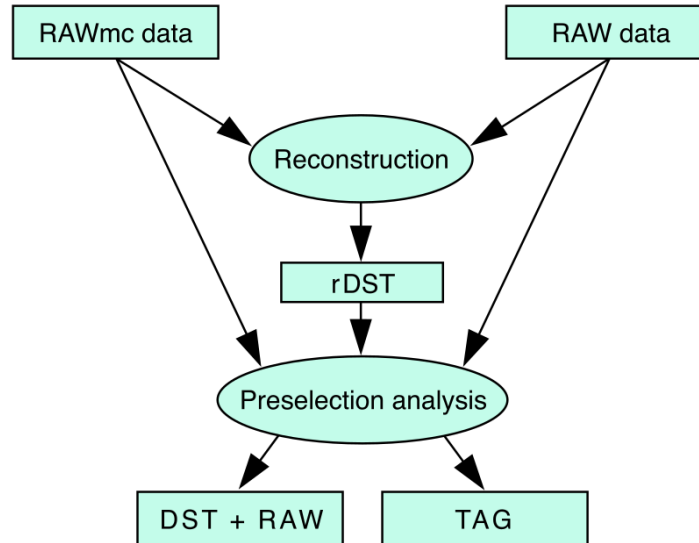 RAWmc data
RAW data
Reconstruction
rDST
Preselection analysis
DST + RAW
TAG